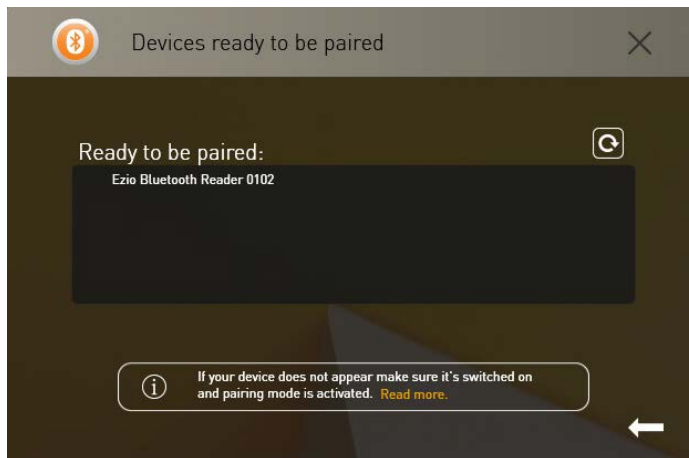 Devices ready to be paired
Ready to be paired:
Ezio Bluetooth Reader 0102
If your device does not appear make sure it's switched on
and pairing mode is activated. Read more.